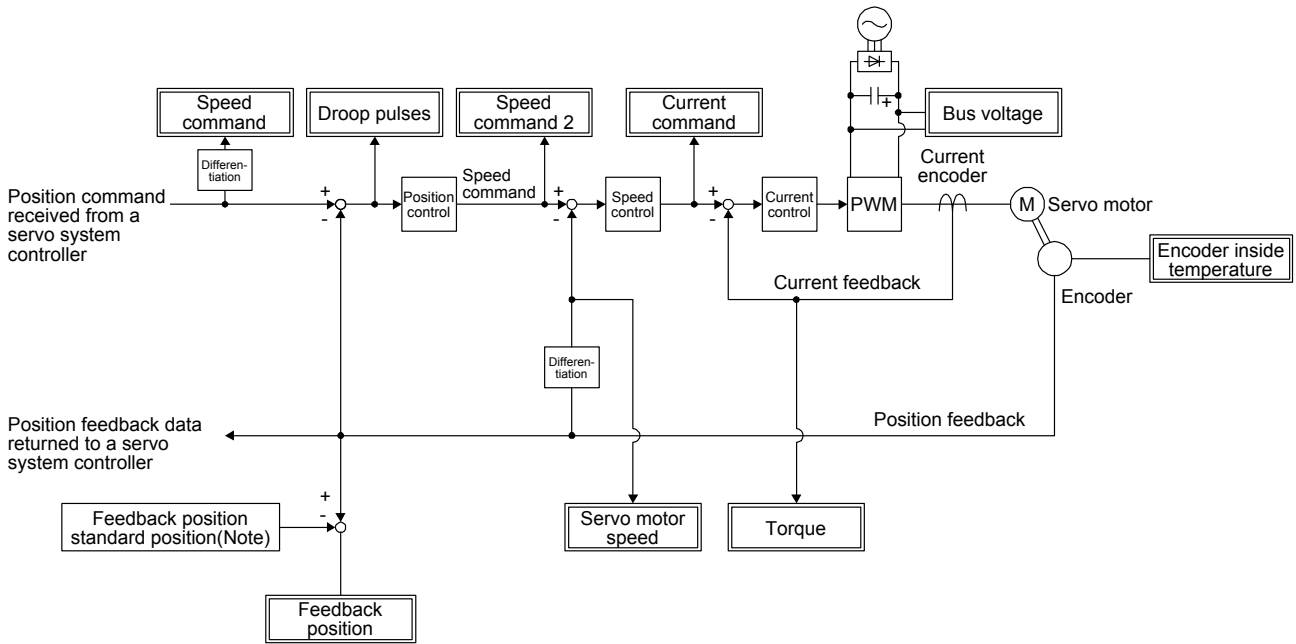 Speed
command
Droop pulses
Speed
command 2
Current
command
+
Bus voltage
Differen-
tiation
Current
encoder
Position command
received from a
servo system
controller
+
-
Position
control
Speed
command
+
-
Speed
control
+
-
Current
control
PWM
M
Servo motor
Encoder inside
temperature
Current feedback
Encoder
Differen-
tiation
Position feedback data
returned to a servo
system controller
Position feedback
+
-
Feedback position
standard position(Note)
Servo motor
speed
Torque
Feedback
position